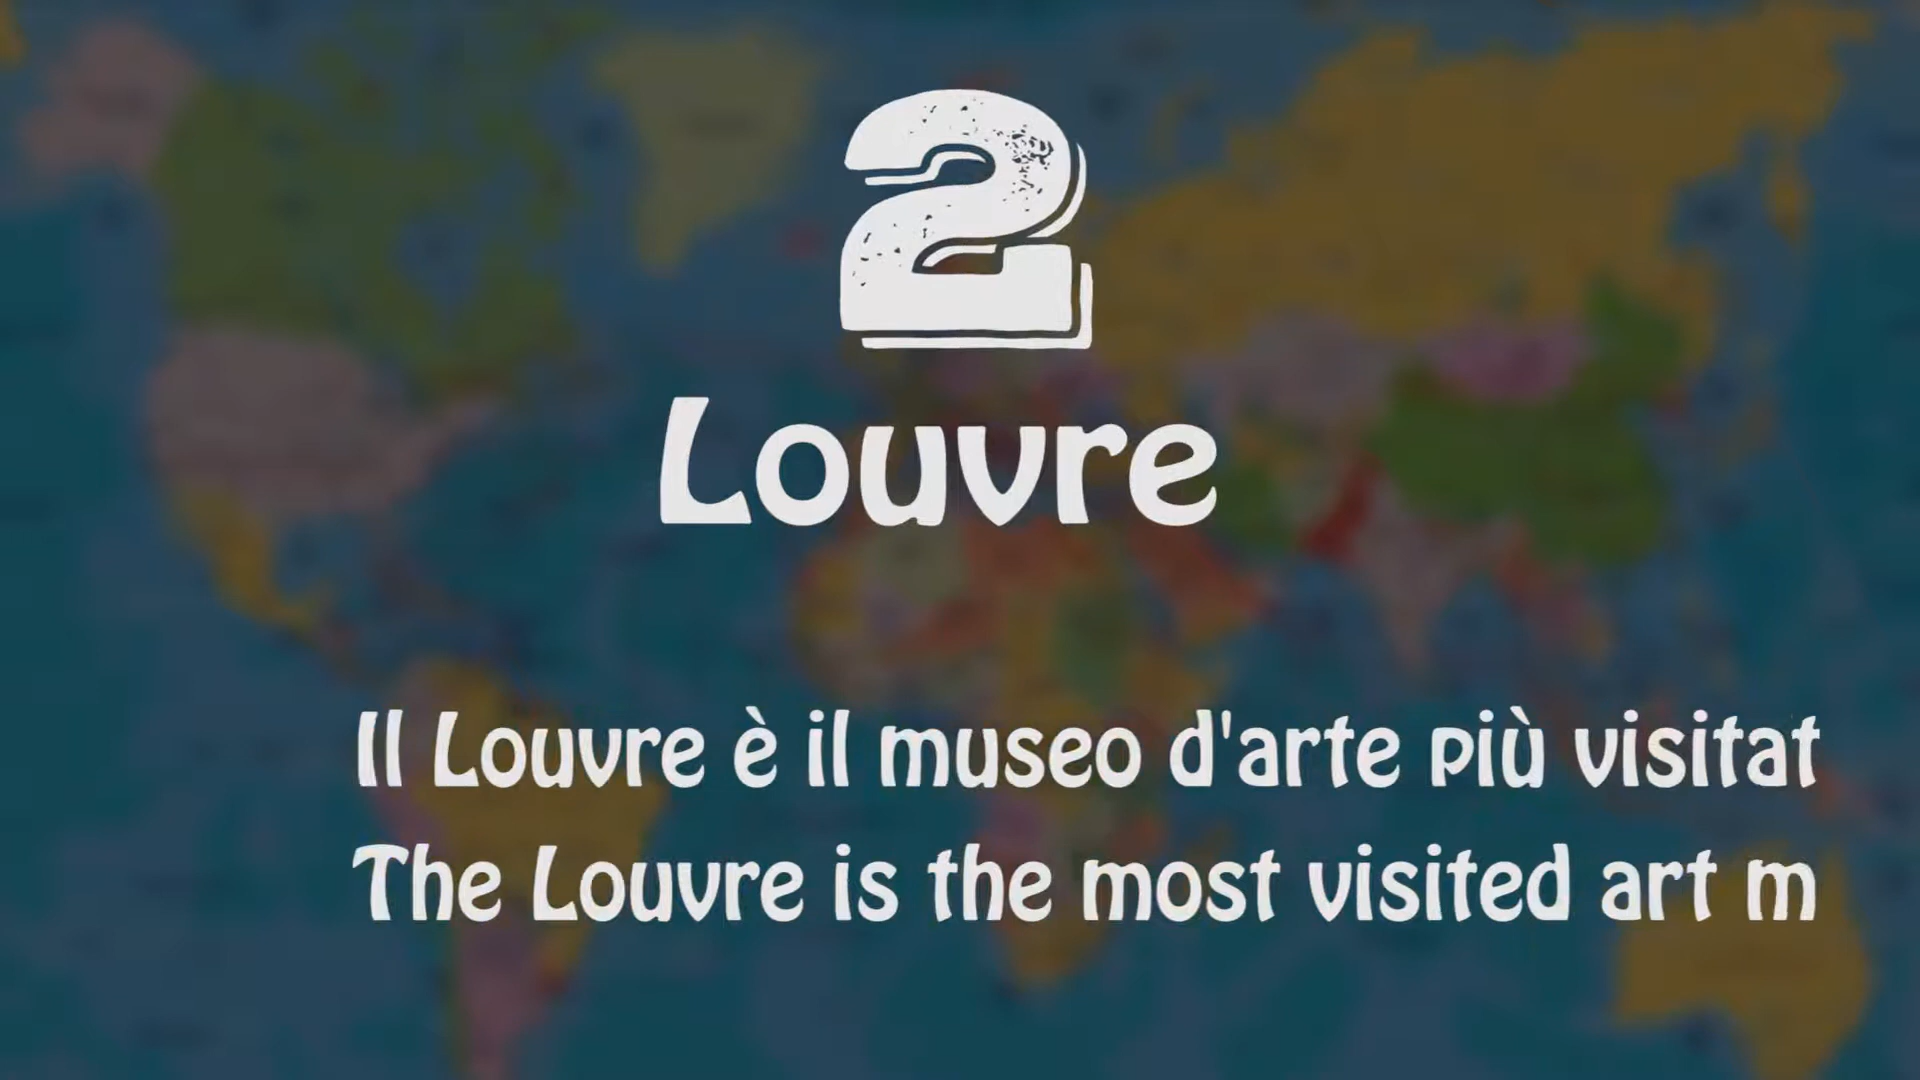 2
Louvre
Il Louvre è il museo d'arte più visitat
The Louvre is the most visited art m